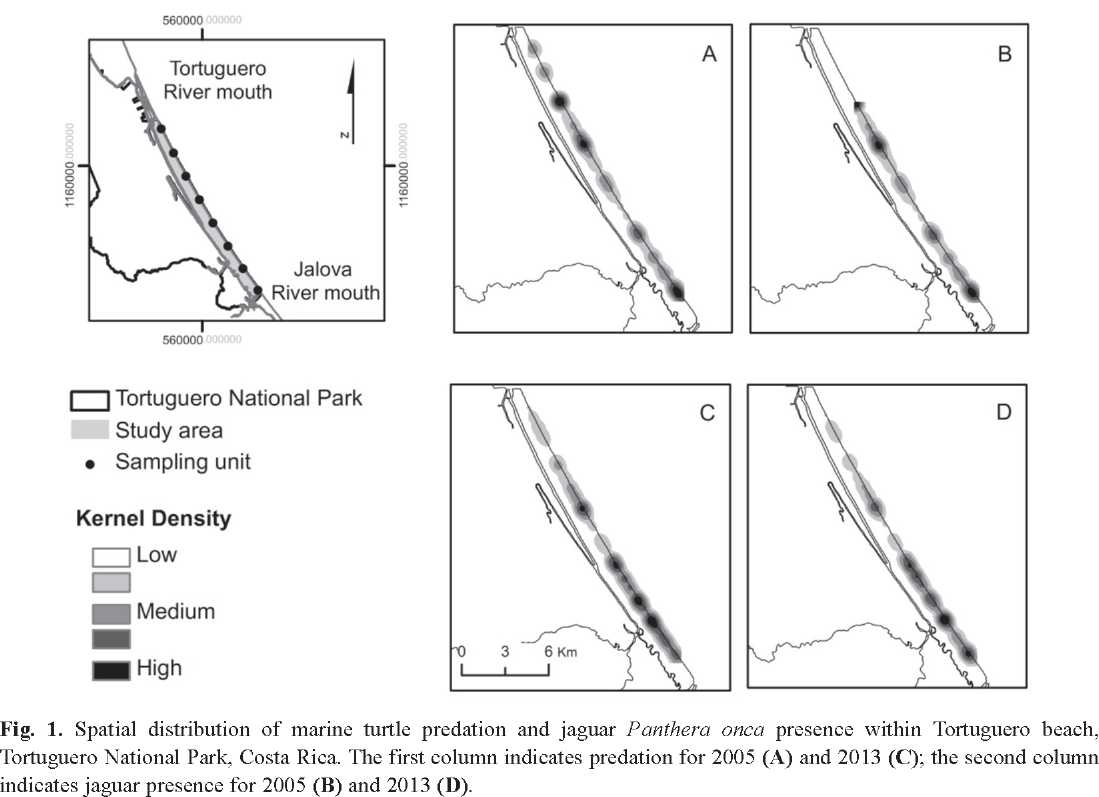 560000.000000
Tortuguero
River mouth
z
1160000.000000
1160000.000000
Jalova
River mouth
560000.000000
A
B
Tortuguero National Park
Study area
Sampling unit
Kernel Density
Low
Medium
High
C
0 3 6 Km
D
Fig. 1. Spatial distribution of marine turtle predation and jaguar Panthera onca presence within Tortuguero beach,
Tortuguero National Park, Costa Rica. The first column indicates predation for 2005 (A) and 2013 (C); the second column
indicates jaguar presence for 2005 (B) and 2013 (D).